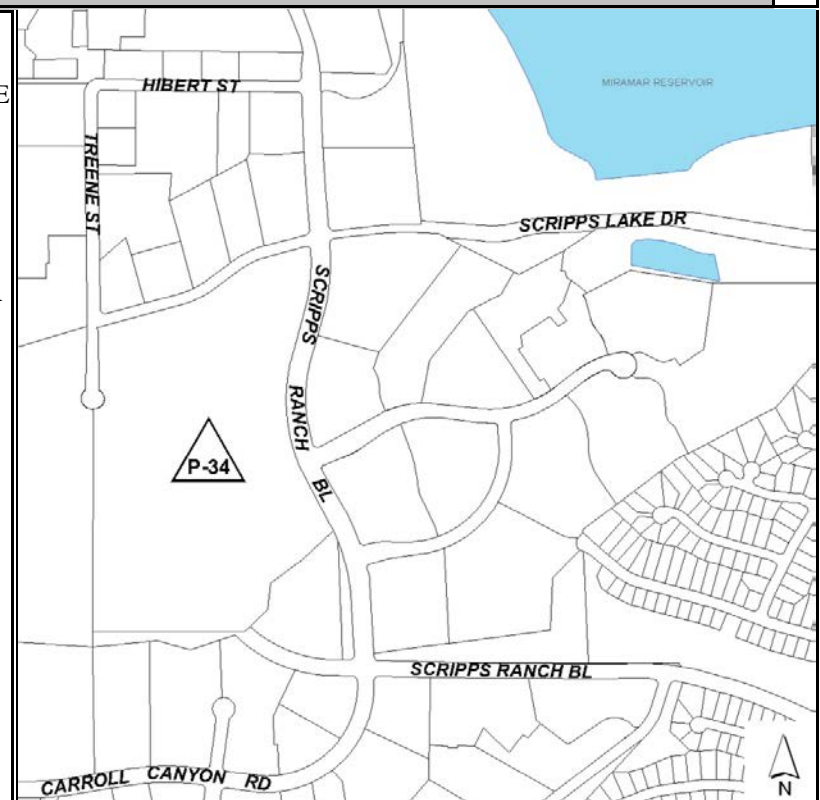 E
HIBERT ST
MIRAMAR RESERVOIR
TREENE ST
SCRIPPS LAKE DR
SCRIPPS
RANCH
BL
P-34
SCRIPPS RANCH BL
CARROLL CANYON RD
N